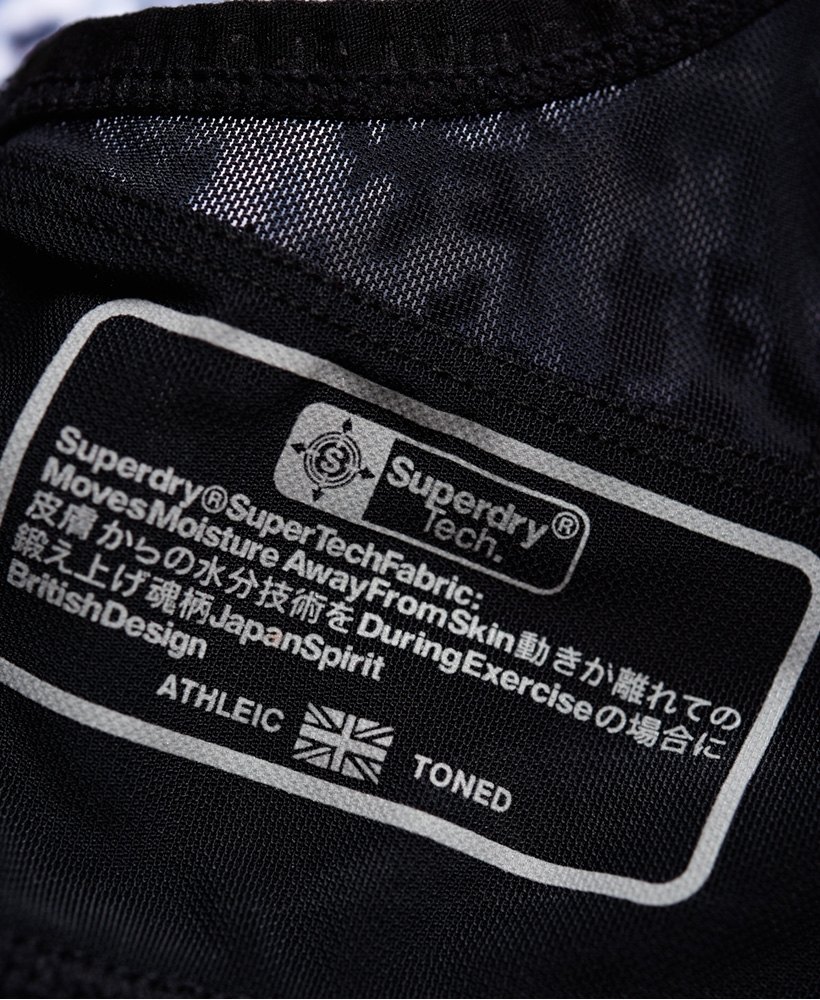 S
Superdry®
Tech.
Superdry®SuperTechFabric:
MovesMoisture AwayFromSkin動きか離れての
皮膚からの水分技術をDuringExerciseの場合に
鍛え上げ魂柄JapanSpirit
BritishDesign
ATHLEIC TONED